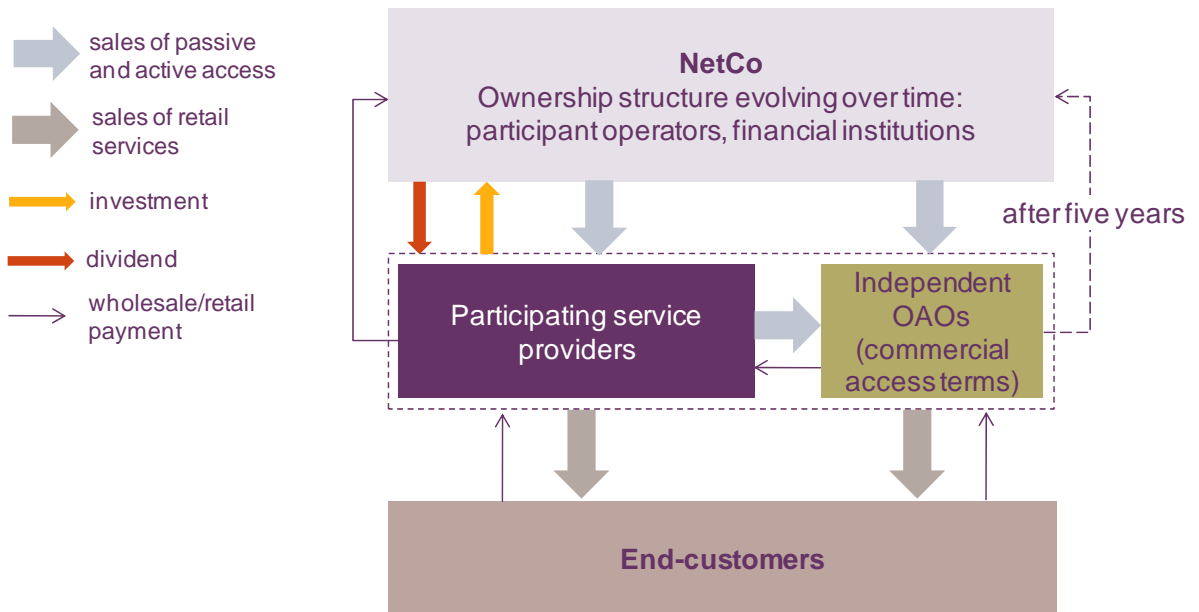 sales of passive
and active access
sales of retail
services
investment
dividend
wholesale/retail
payment
NetCo
Ownership structure evolving over time:
participant operators, financial institutions
after five years
Participating service
providers
Independent
OAOs
(commercial
access terms)
End-customers